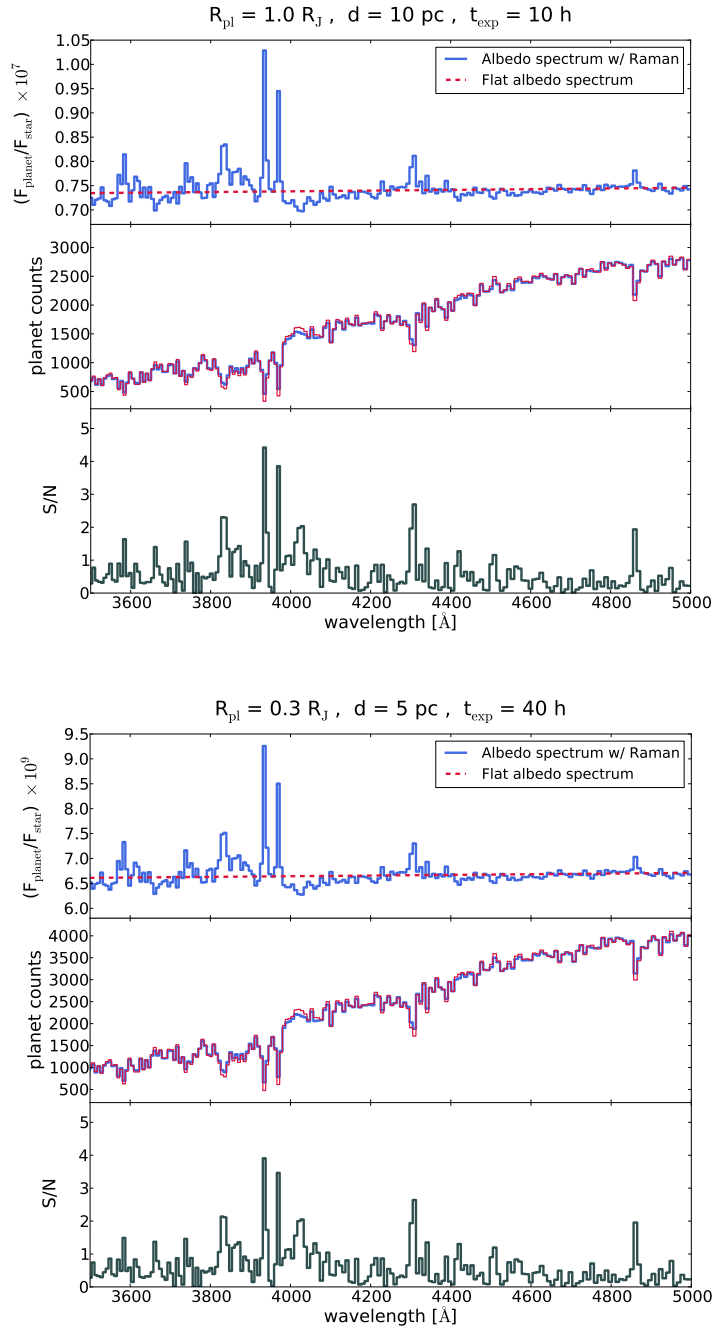 R_pl = 1.0 R_J , d = 10 pc , t_exp = 10 h
(F_planet/F_star) ×10^7
1.05
1.00
0.95
0.90
0.85
0.80
0.75
0.70
Albedo spectrum w/ Raman
Flat albedo spectrum
planet counts
3000
2500
2000
1500
1000
500
S/N
5
4
3
2
1
0
3600 3800 4000 4200 4400 4600 4800 5000
wavelength [Å]
R_pl = 0.3 R_J , d = 5 pc , t_exp = 40 h
(F_planet/F_star) ×10^9
9.5
9.0
8.5
8.0
7.5
7.0
6.5
6.0
Albedo spectrum w/ Raman
Flat albedo spectrum
planet counts
4000
3500
3000
2500
2000
1500
1000
500
S/N
5
4
3
2
1
0
3600 3800 4000 4200 4400 4600 4800 5000
wavelength [Å]